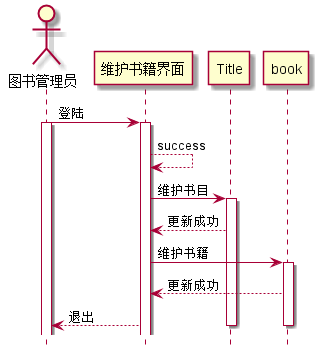 图书管理员
维护书籍界面
Title
book
登陆
success
维护书目
更新成功
维护书籍
更新成功
退出